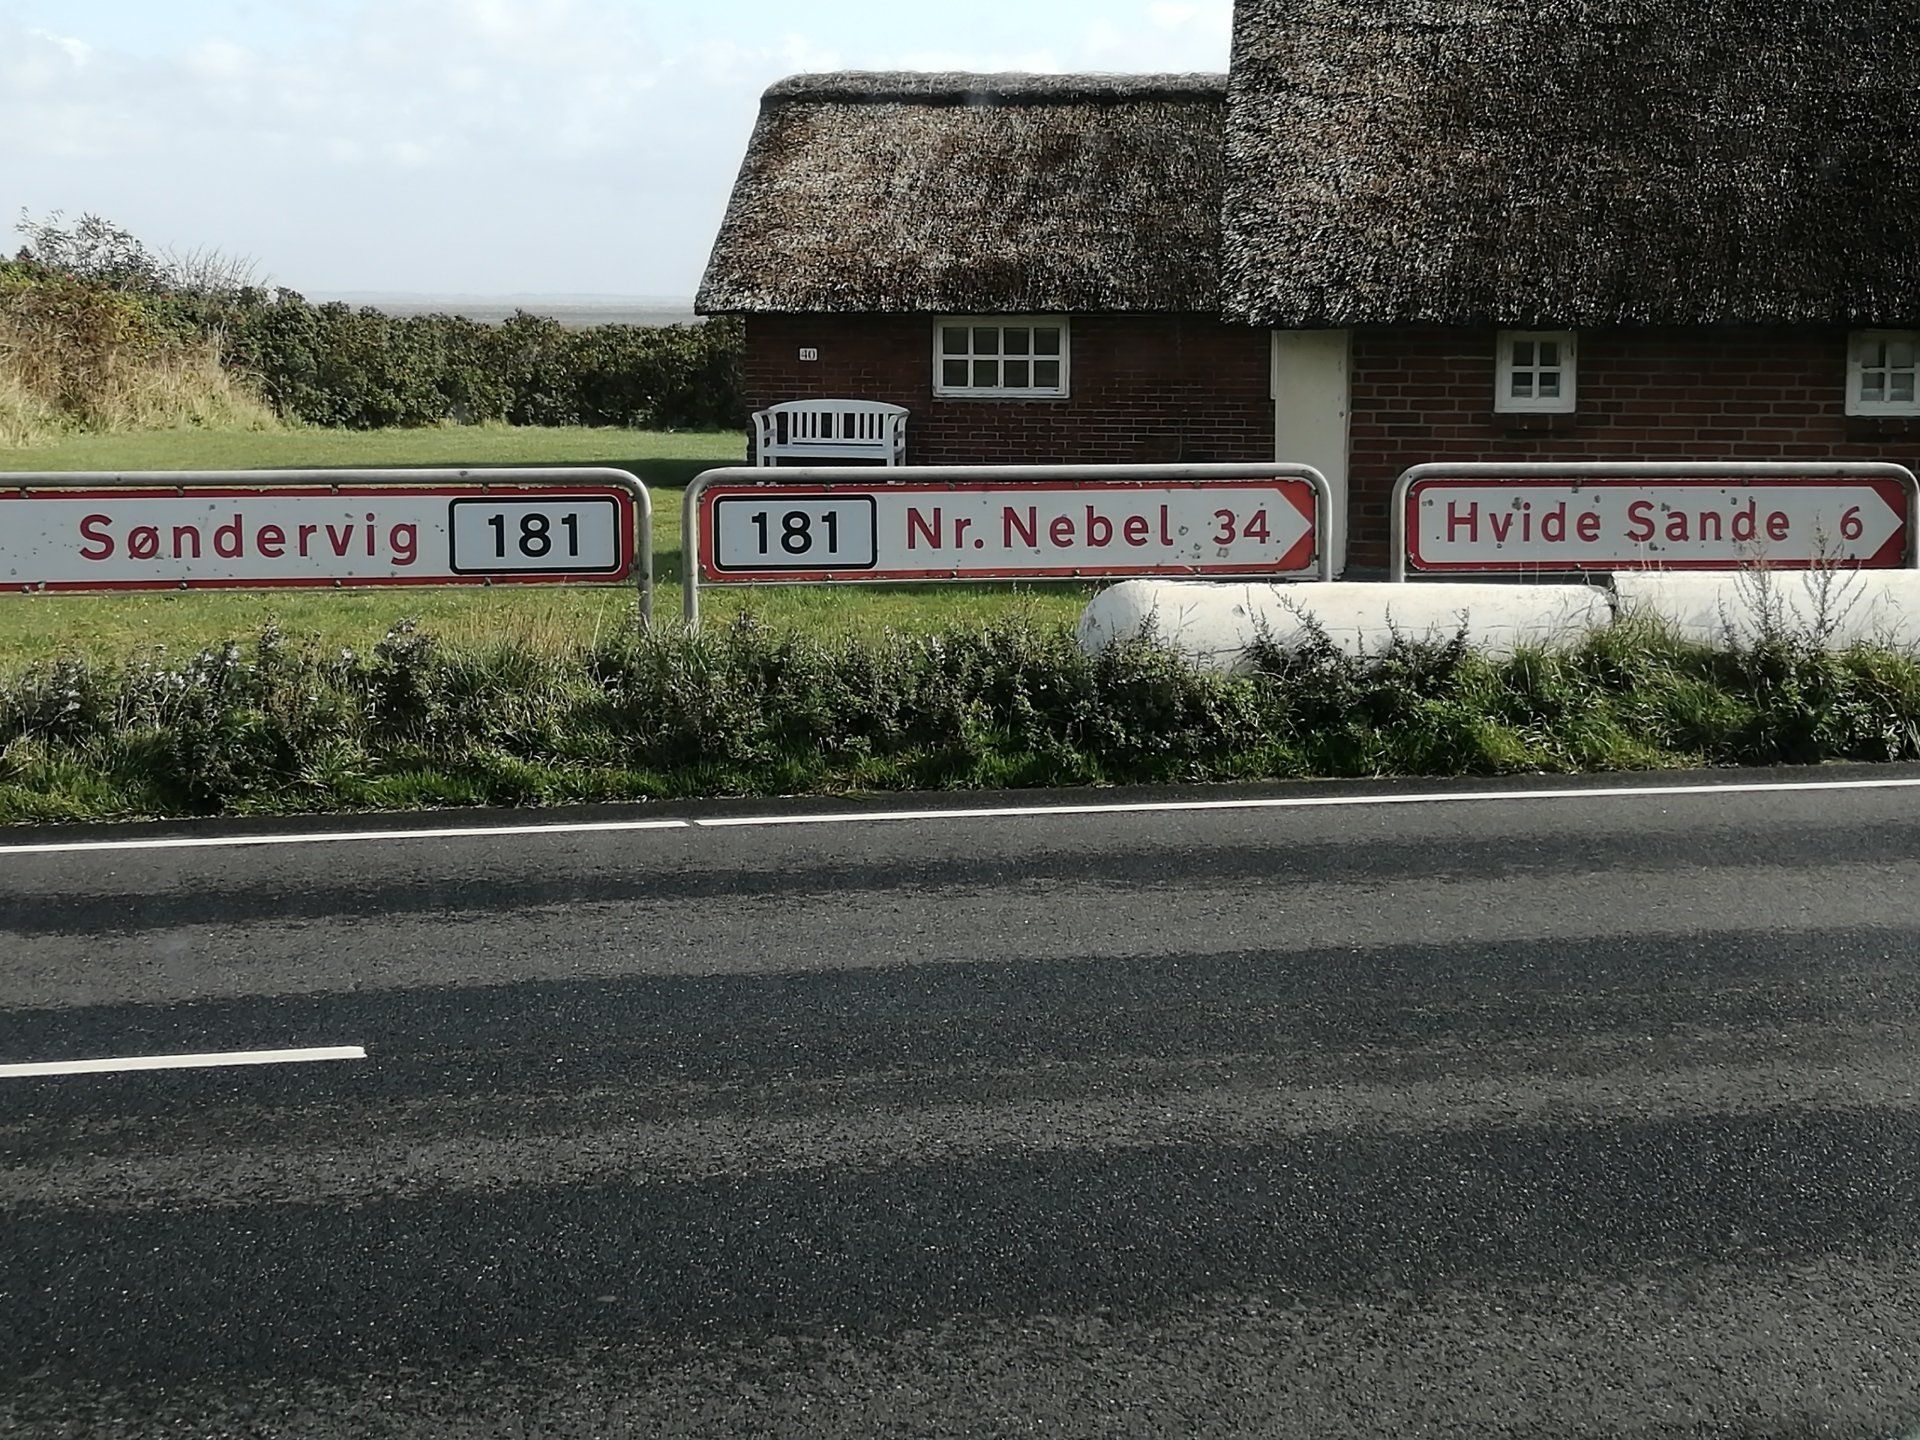 40
Søndervig 181
181 Nr. Nebel 34
Hvide Sande 6